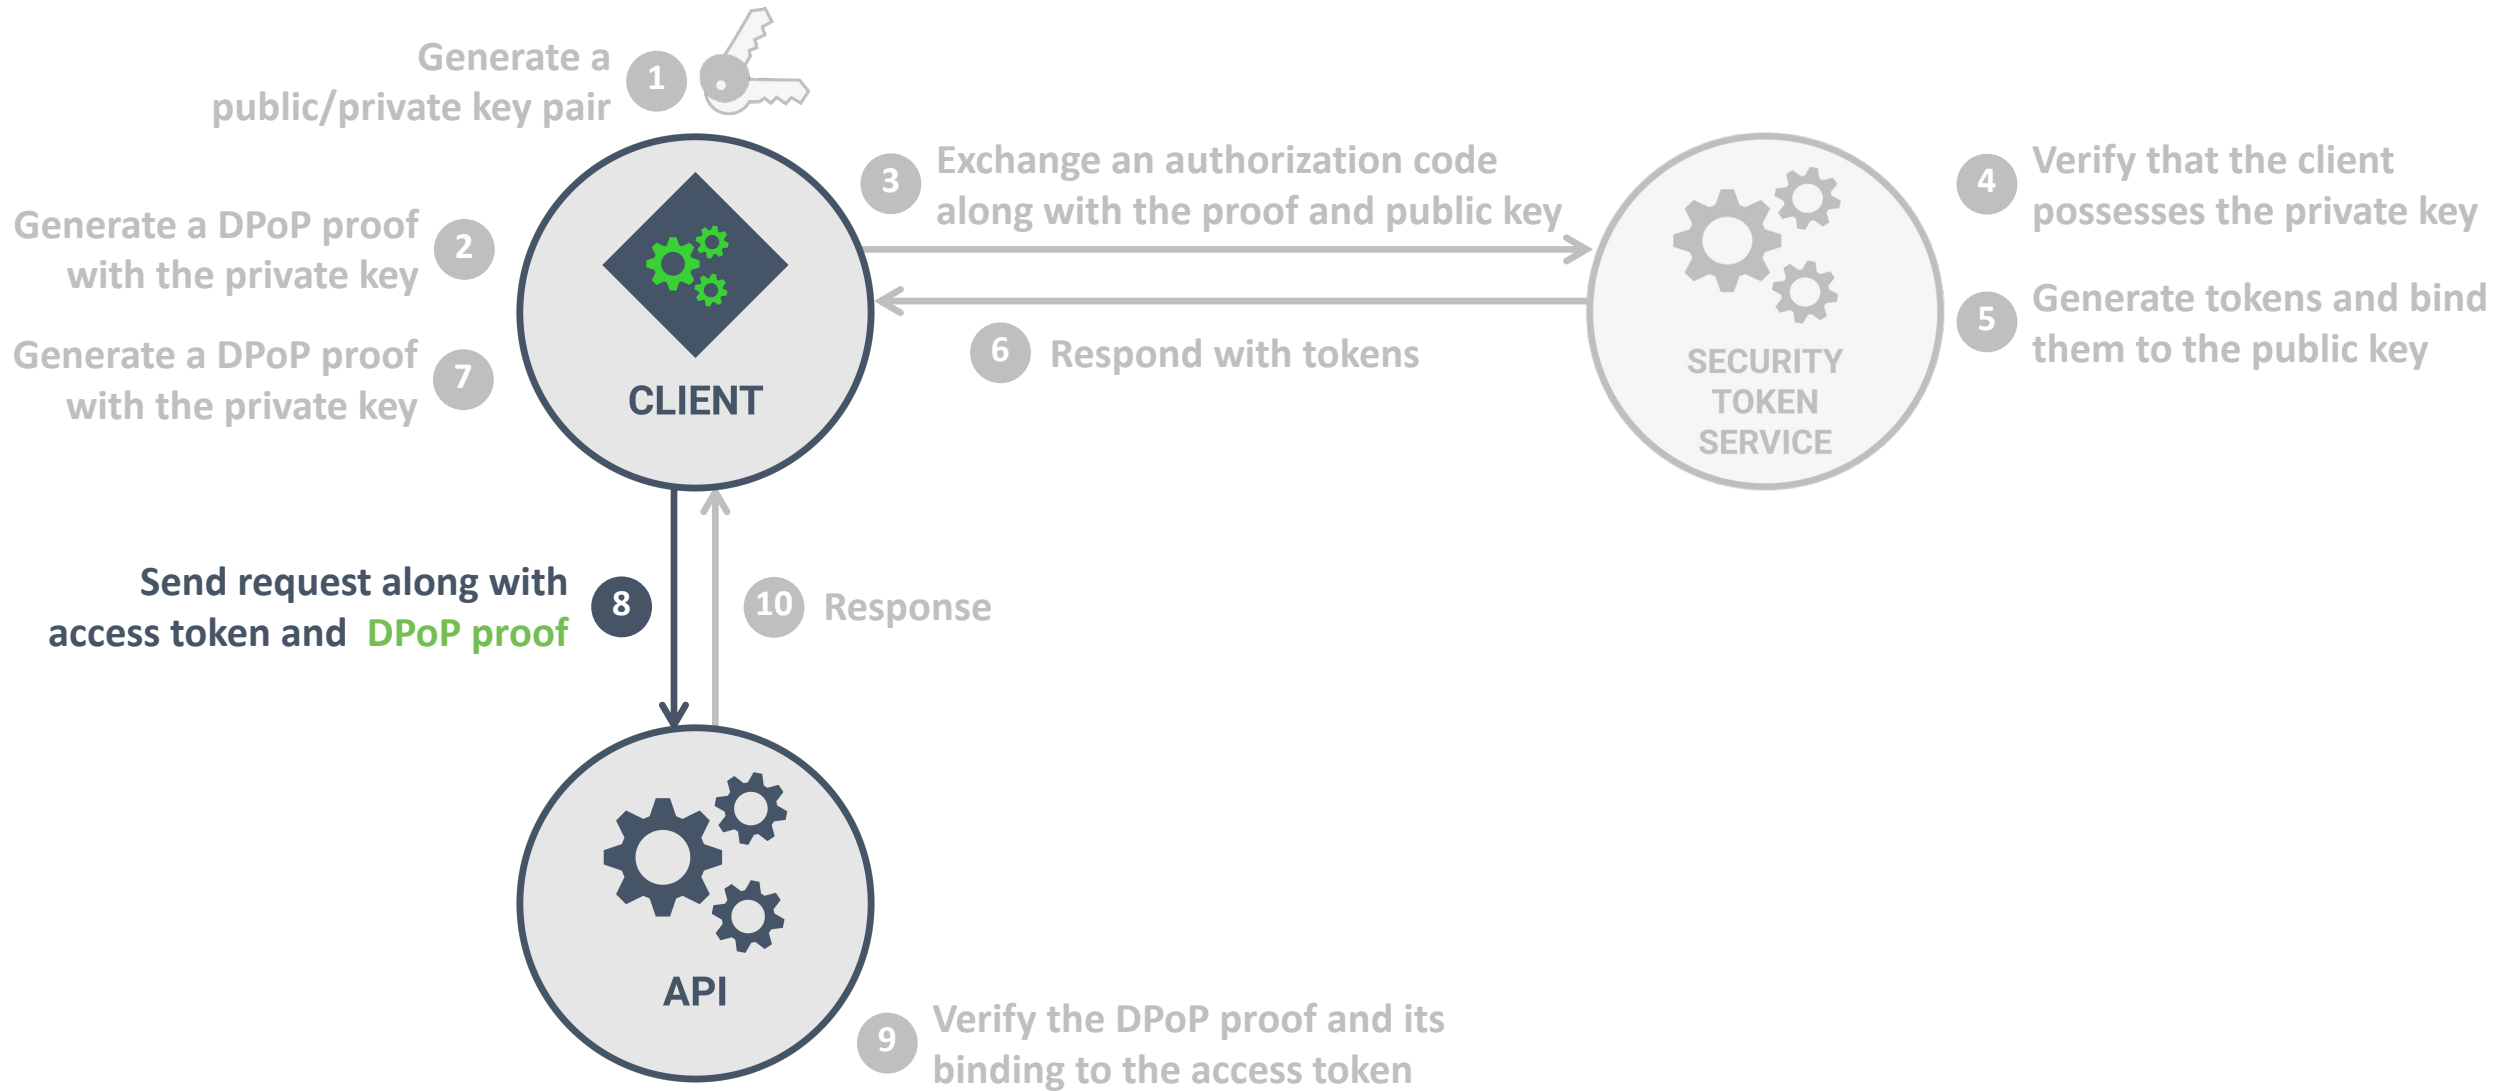 1
Generate a
public/private key pair
2
Generate a DPoP proof
with the private key
3
Exchange an authorization code
along with the proof and public key
4
Verify that the client
possesses the private key
5
Generate tokens and bind
them to the public key
6
Respond with tokens
7
Generate a DPoP proof
with the private key
CLIENT
SECURITY
TOKEN
SERVICE
8
Send request along with
access token and DPoP proof
10
Response
API
9
Verify the DPoP proof and its
binding to the access token